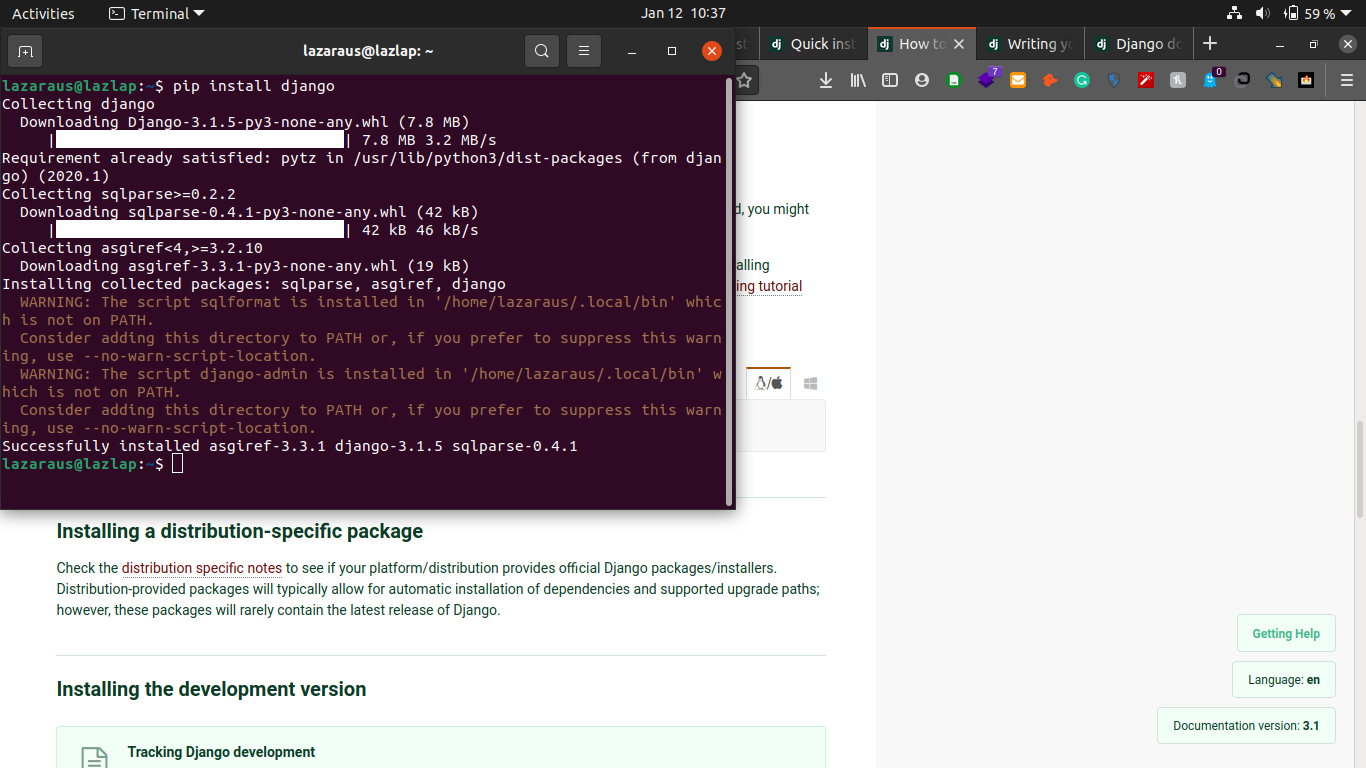 Activities
Terminal
Jan 12 10:37
59 %
lazaraus@lazlap: ~
Quick inst
How to
Writing yo
Django do
7
0
lazaraus@lazlap:~$ pip install django
Collecting django
Downloading Django-3.1.5-py3-none-any.whl (7.8 MB)
| | 7.8 MB 3.2 MB/s
Requirement already satisfied: pytz in /usr/lib/python3/dist-packages (from djan
go) (2020.1)
Collecting sqlparse>=0.2.2
Downloading sqlparse-0.4.1-py3-none-any.whl (42 kB)
| | 42 kB 46 kB/s
Collecting asgiref<4,>=3.2.10
Downloading asgiref-3.3.1-py3-none-any.whl (19 kB)
Installing collected packages: sqlparse, asgiref, django
WARNING: The script sqlformat is installed in '/home/lazaraus/.local/bin' whic
h is not on PATH.
Consider adding this directory to PATH or, if you prefer to suppress this warn
ing, use --no-warn-script-location.
WARNING: The script django-admin is installed in '/home/lazaraus/.local/bin' w
hich is not on PATH.
Consider adding this directory to PATH or, if you prefer to suppress this warn
ing, use --no-warn-script-location.
Successfully installed asgiref-3.3.1 django-3.1.5 sqlparse-0.4.1
lazaraus@lazlap:~$
d, you might
alling
ing tutorial
Installing a distribution-specific package
Check the distribution specific notes to see if your platform/distribution provides official Django packages/installers.
Distribution-provided packages will typically allow for automatic installation of dependencies and supported upgrade paths;
however, these packages will rarely contain the latest release of Django.
Installing the development version
Tracking Django development
Getting Help
Language: en
Documentation version: 3.1